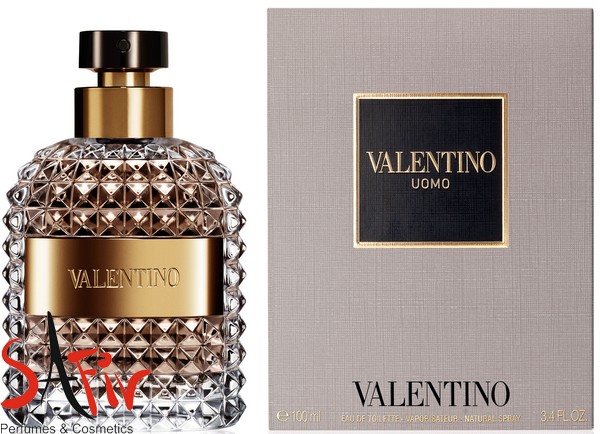 VALENTINO
SAFir
Perfumes & Cosmetics
VALENTINO
UOMO
VALENTINO
℮ 100 ml EAU DE TOILETTE - VAPORISATEUR - NATURAL SPRAY 3.4 FL.OZ.